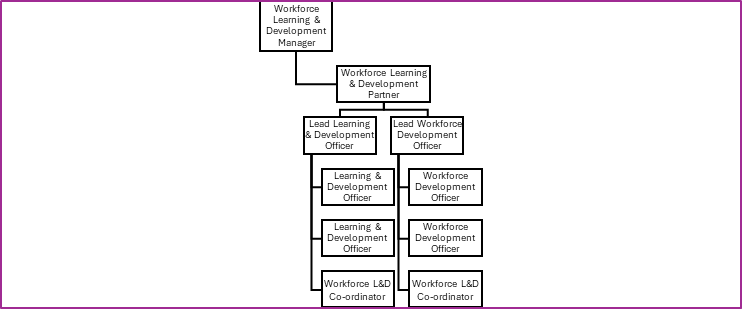 Workforce
Learning &
Development
Manager
Workforce Learning
& Development
Partner
Lead Learning
& Development
Officer
Lead Workforce
Development
Officer
Learning &
Development
Officer
Workforce
Development
Officer
Learning &
Development
Officer
Workforce
Development
Officer
Workforce L&D
Co-ordinator
Workforce L&D
Co-ordinator